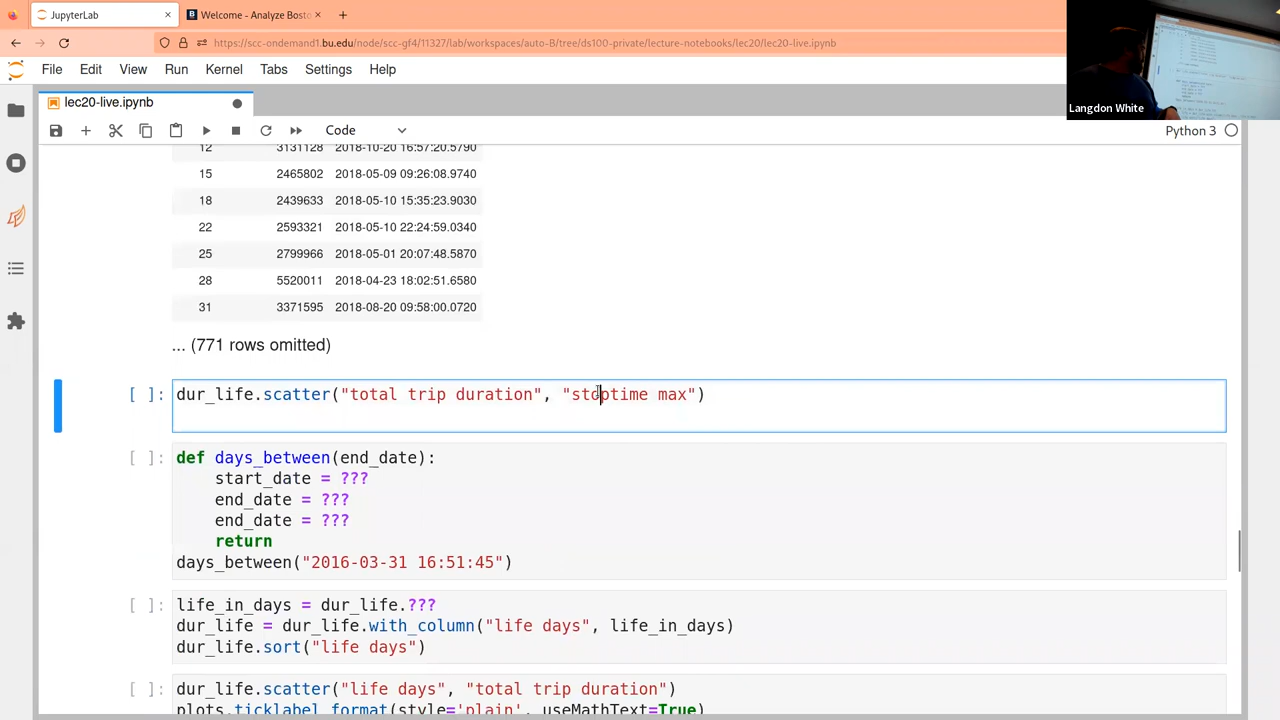 JupyterLab
Welcome - Analyze Bosto
https://scc-ondemand1.bu.edu/node/scc-gf4/11327/lab/workspaces/auto-B/tree/ds100-private/lecture-notebooks/lec20/lec20-live.ipynb
Langdon White
File Edit View Run Kernel Tabs Settings Help
lec20-live.ipynb
Code
Python 3
12 3131128 2018-10-20 16:57:20.5790
15 2465802 2018-05-09 09:26:08.9740
18 2439633 2018-05-10 15:35:23.9030
22 2593321 2018-05-10 22:24:59.0340
25 2799966 2018-05-01 20:07:48.5870
28 5520011 2018-04-23 18:02:51.6580
31 3371595 2018-08-20 09:58:00.0720
... (771 rows omitted)
[ ]: dur_life.scatter("total trip duration", "stoptime max")
[ ]: def days_between(end_date):
start_date = ???
end_date = ???
end_date = ???
return
days_between("2016-03-31 16:51:45")
[ ]: life_in_days = dur_life.???
dur_life = dur_life.with_column("life days", life_in_days)
dur_life.sort("life days")
[ ]: dur_life.scatter("life days", "total trip duration")
plots.ticklabel_format(style='plain', useMathText=True)